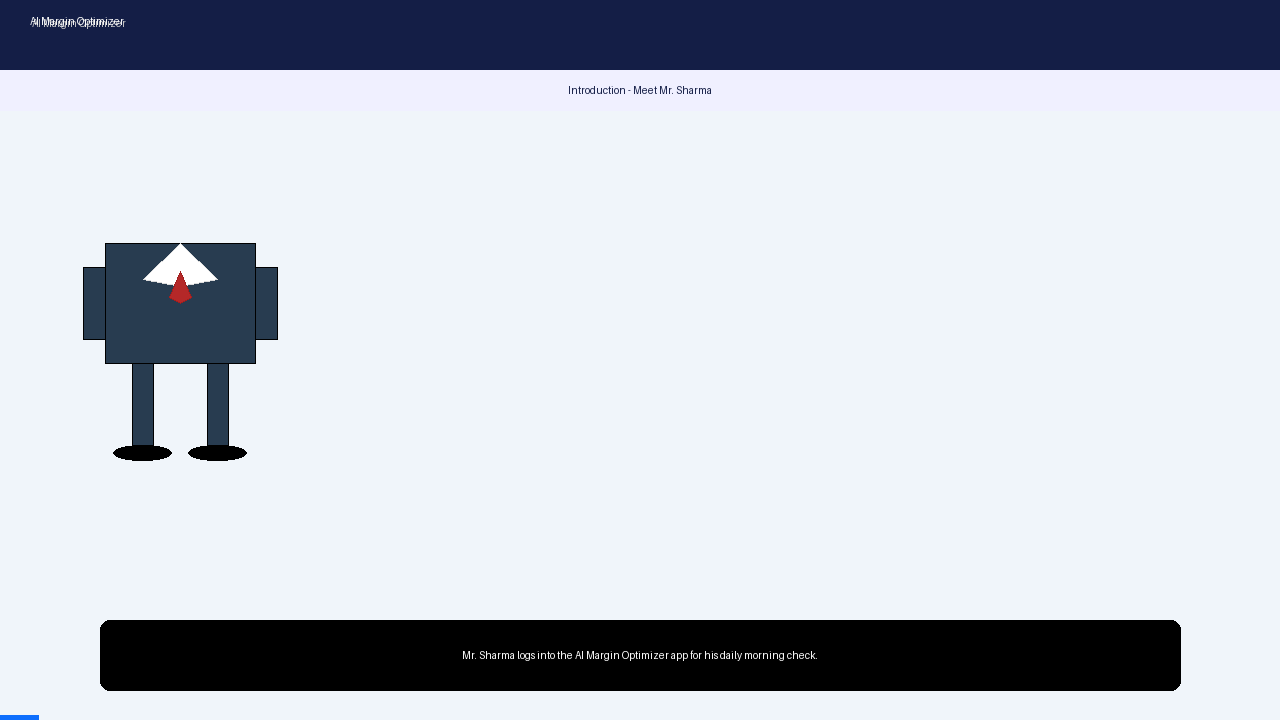 AI Margin Optimizer
Introduction - Meet Mr. Sharma
Mr. Sharma logs into the AI Margin Optimizer app for his daily morning check.